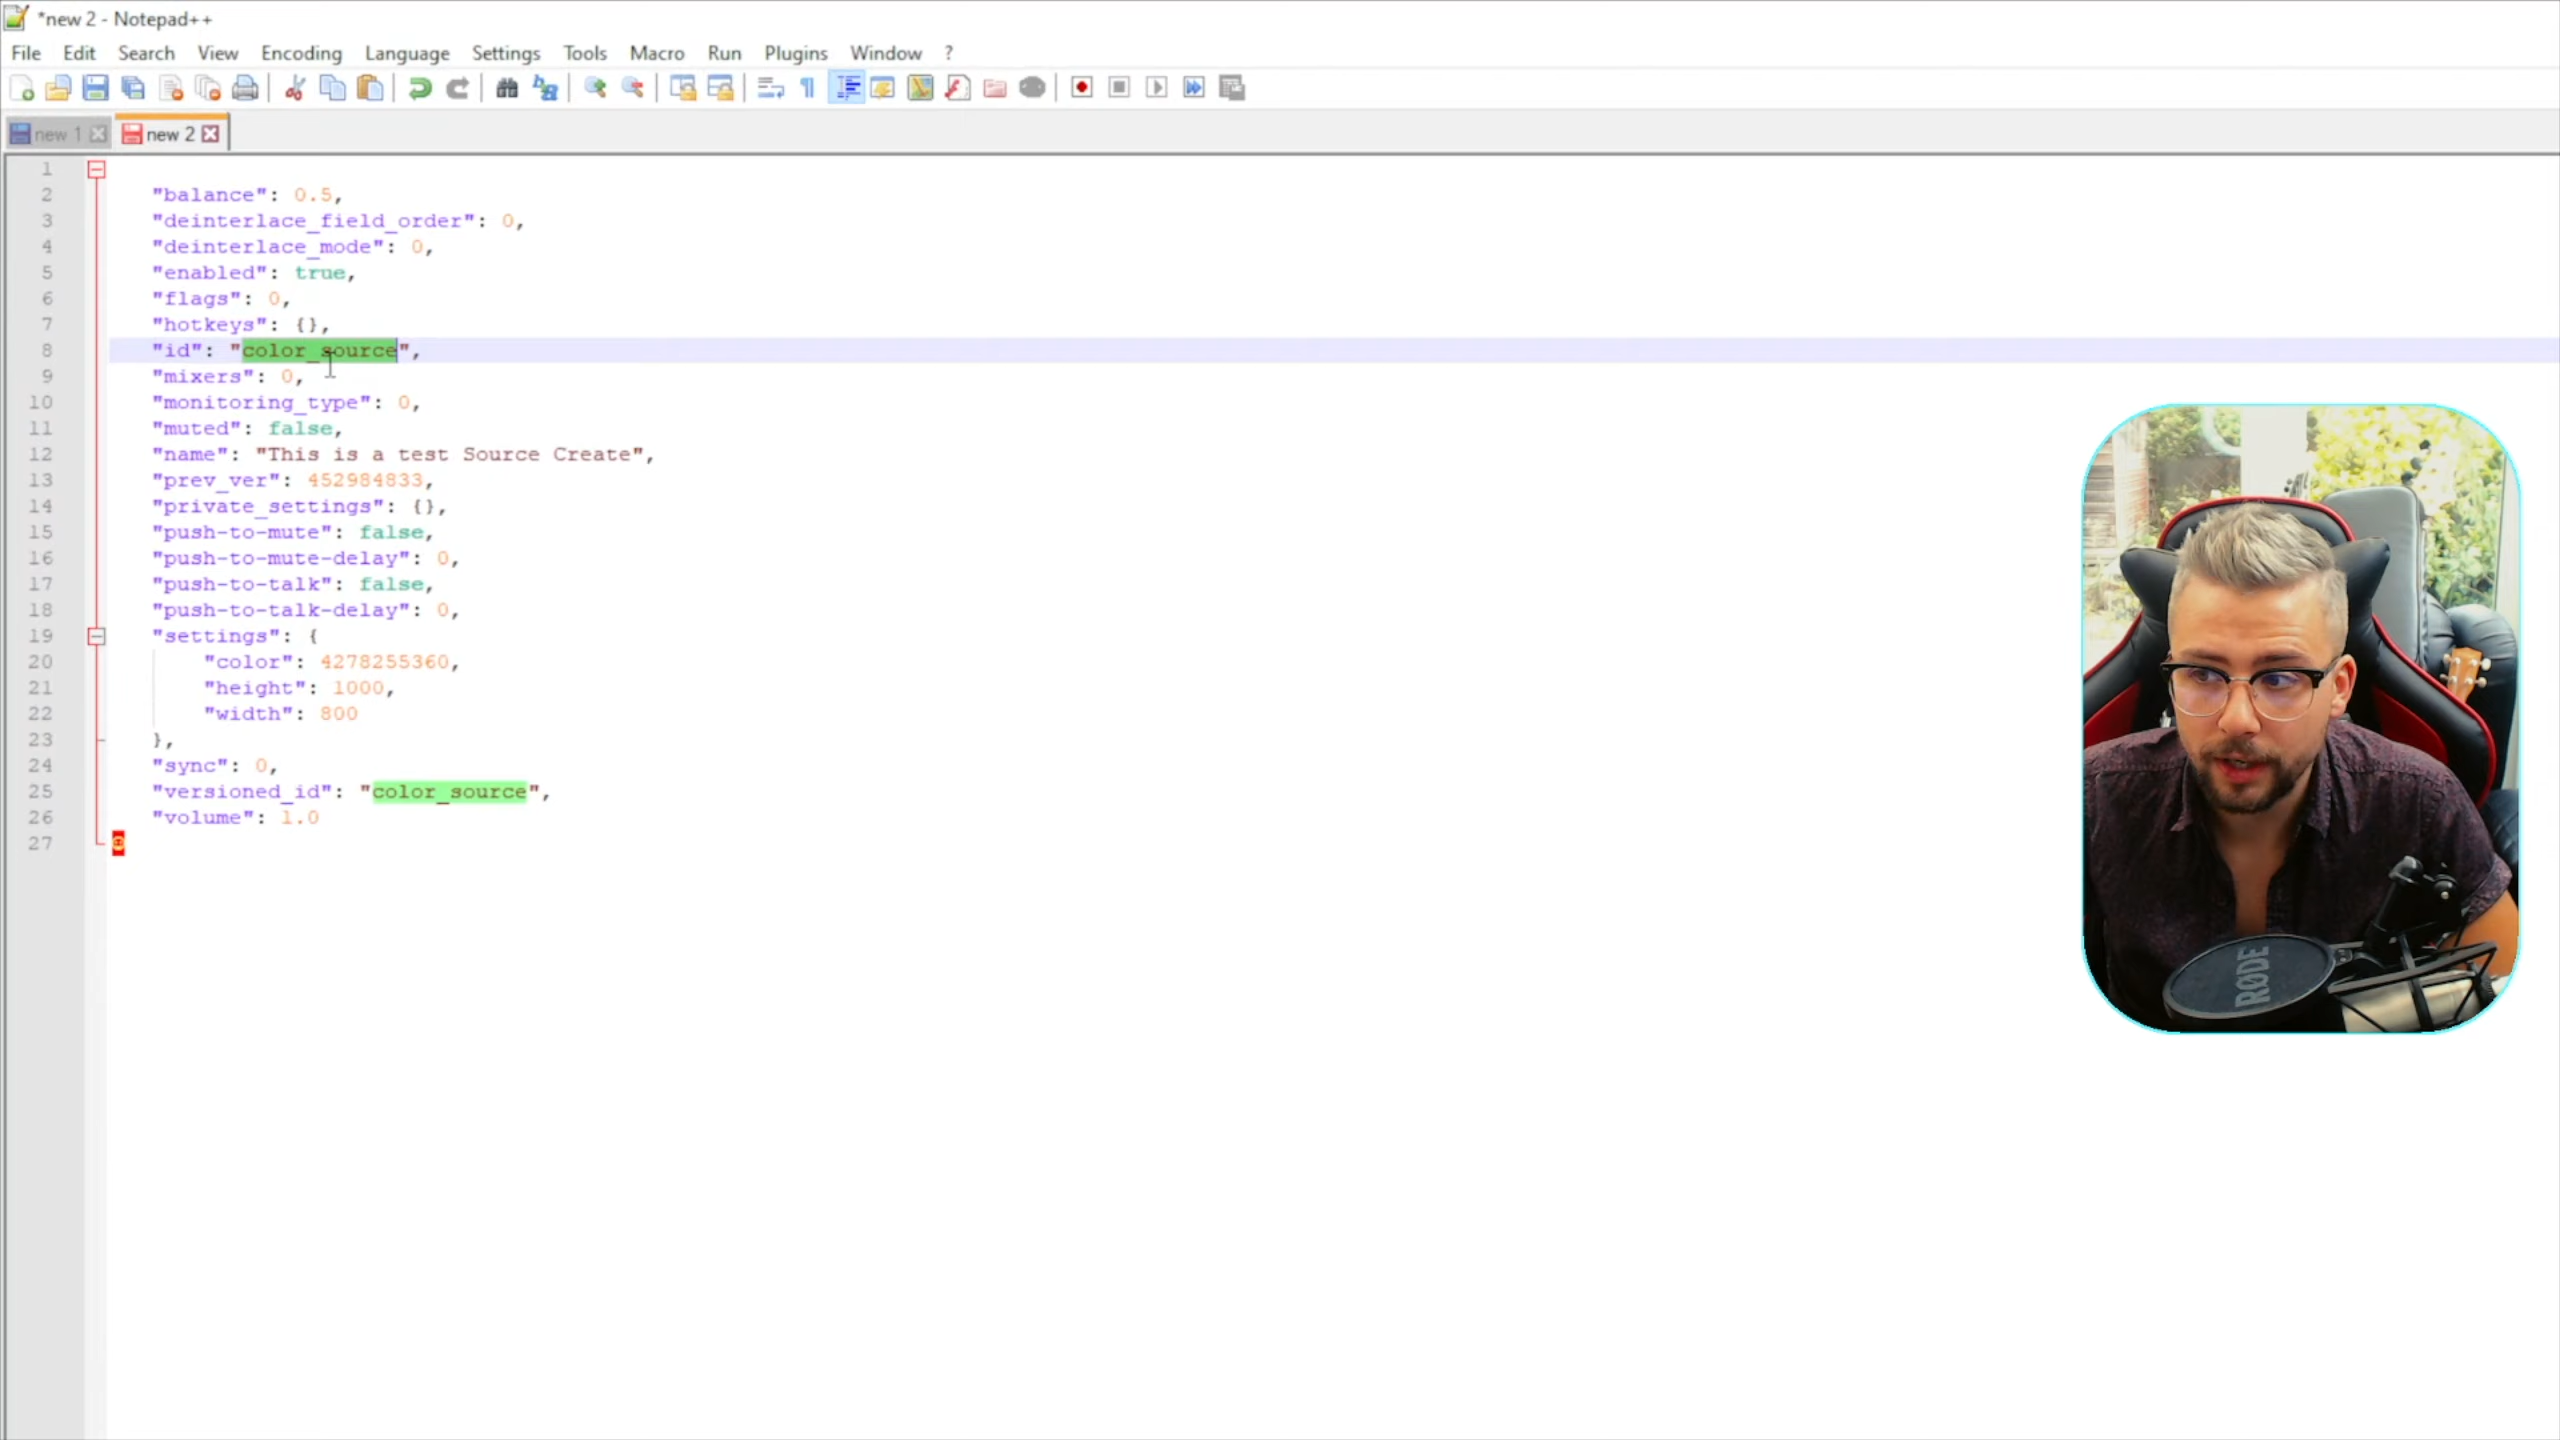 *new 2 - Notepad++
File Edit Search View Encoding Language Settings Tools Macro Run Plugins Window ?
new 1 new 2
1
2 "balance": 0.5,
3 "deinterlace_field_order": 0,
4 "deinterlace_mode": 0,
5 "enabled": true,
6 "flags": 0,
7 "hotkeys": {},
8 "id": "color_source",
9 "mixers": 0,
10 "monitoring_type": 0,
11 "muted": false,
12 "name": "This is a test Source Create",
13 "prev_ver": 452984833,
14 "private_settings": {},
15 "push-to-mute": false,
16 "push-to-mute-delay": 0,
17 "push-to-talk": false,
18 "push-to-talk-delay": 0,
19 "settings": {
20 "color": 4278255360,
21 "height": 1000,
22 "width": 800
23 },
24 "sync": 0,
25 "versioned_id": "color_source",
26 "volume": 1.0
27
RØDE